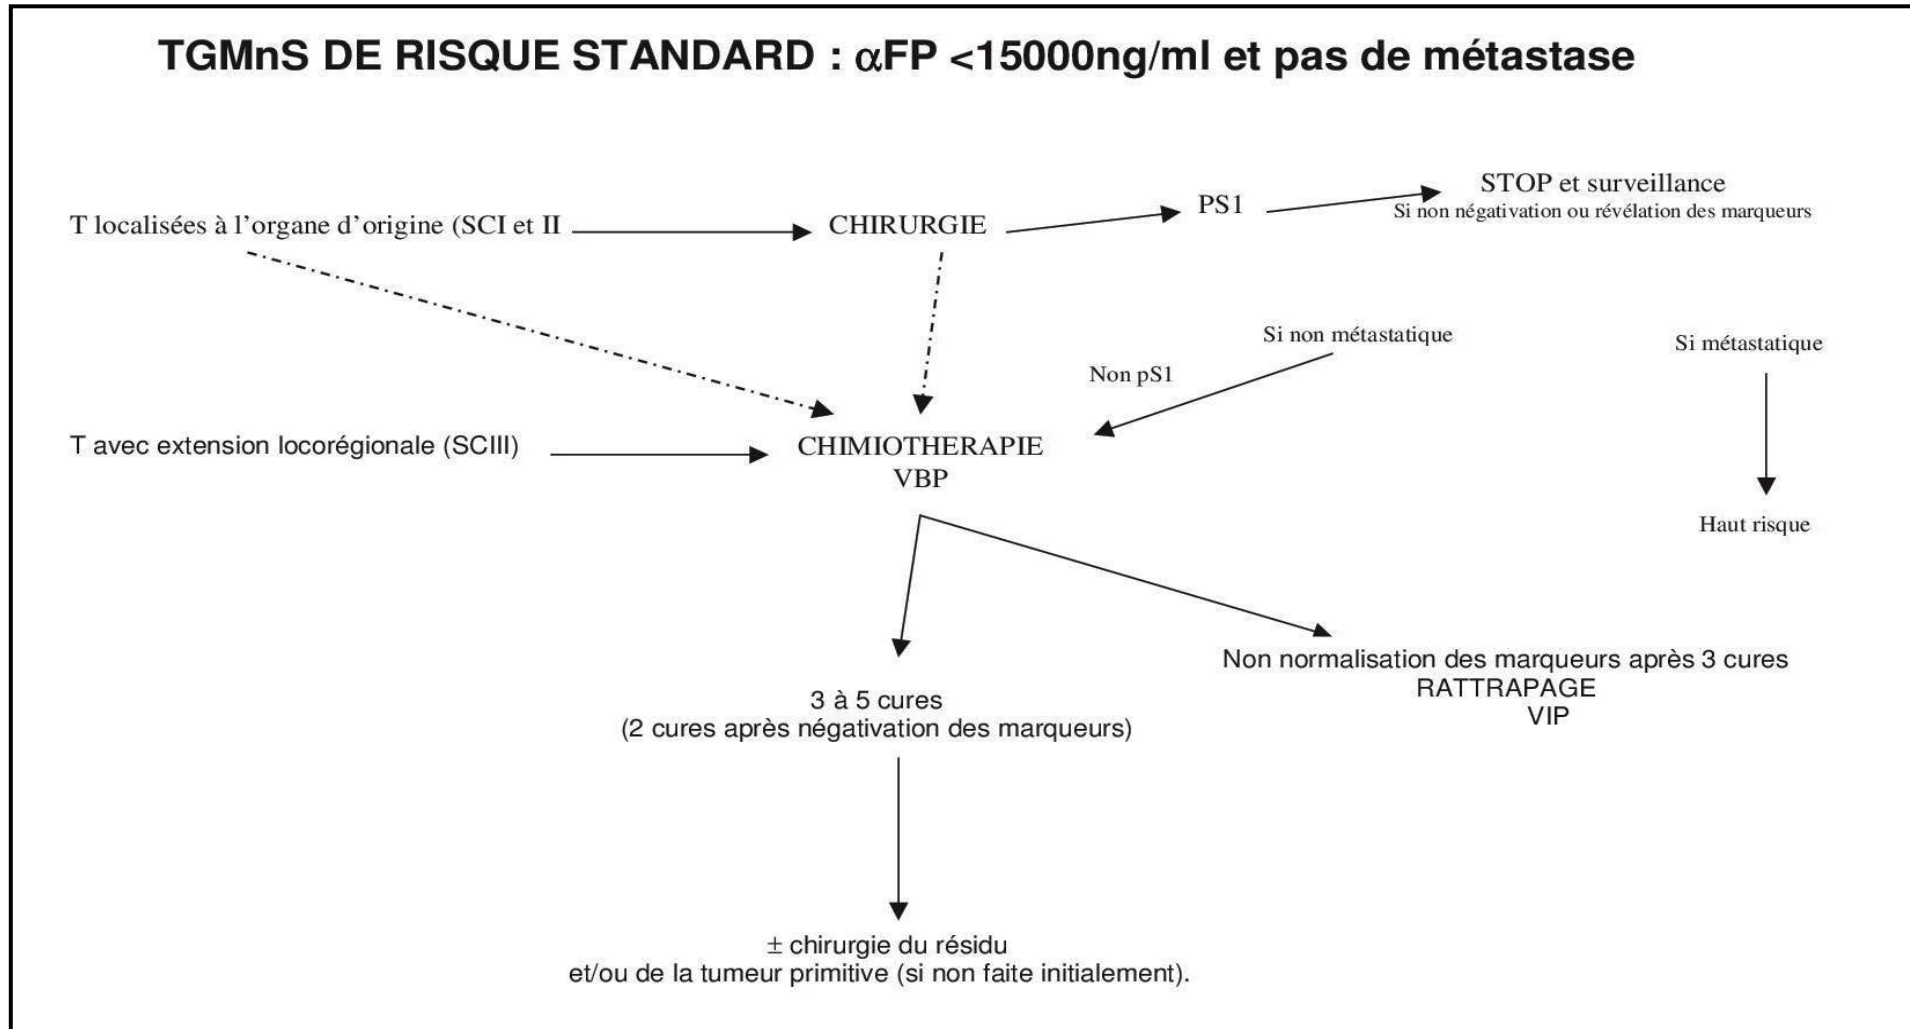 TGMnS DE RISQUE STANDARD : αFP <15000ng/ml et pas de métastase
T localisées à l'organe d'origine (SCI et II
CHIRURGIE
PS1
STOP et surveillance
Si non négativation ou révélation des marqueurs
Si non métastatique
Si métastatique
Non pS1
T avec extension locorégionale (SCIII)
CHIMIOTHERAPIE
VBP
Haut risque
Non normalisation des marqueurs après 3 cures
RATTRAPAGE
VIP
3 à 5 cures
(2 cures après négativation des marqueurs)
± chirurgie du résidu
et/ou de la tumeur primitive (si non faite initialement).